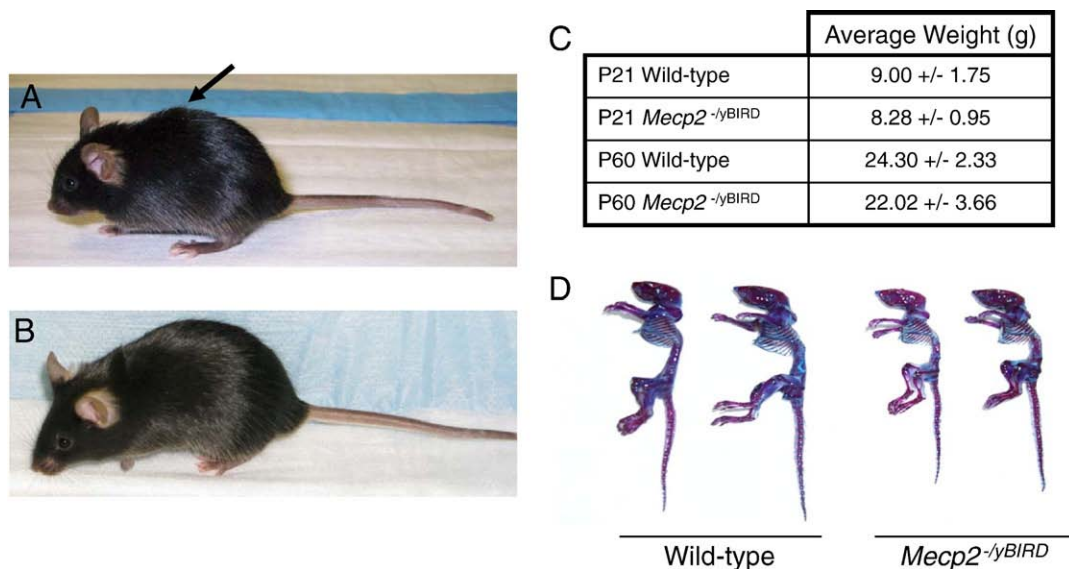 A
B
C
Average Weight (g)
P21 Wild-type 9.00 +/- 1.75
P21 Mecp2 -/yBIRD 8.28 +/- 0.95
P60 Wild-type 24.30 +/- 2.33
P60 Mecp2 -/yBIRD 22.02 +/- 3.66
D
Wild-type Mecp2 -/yBIRD